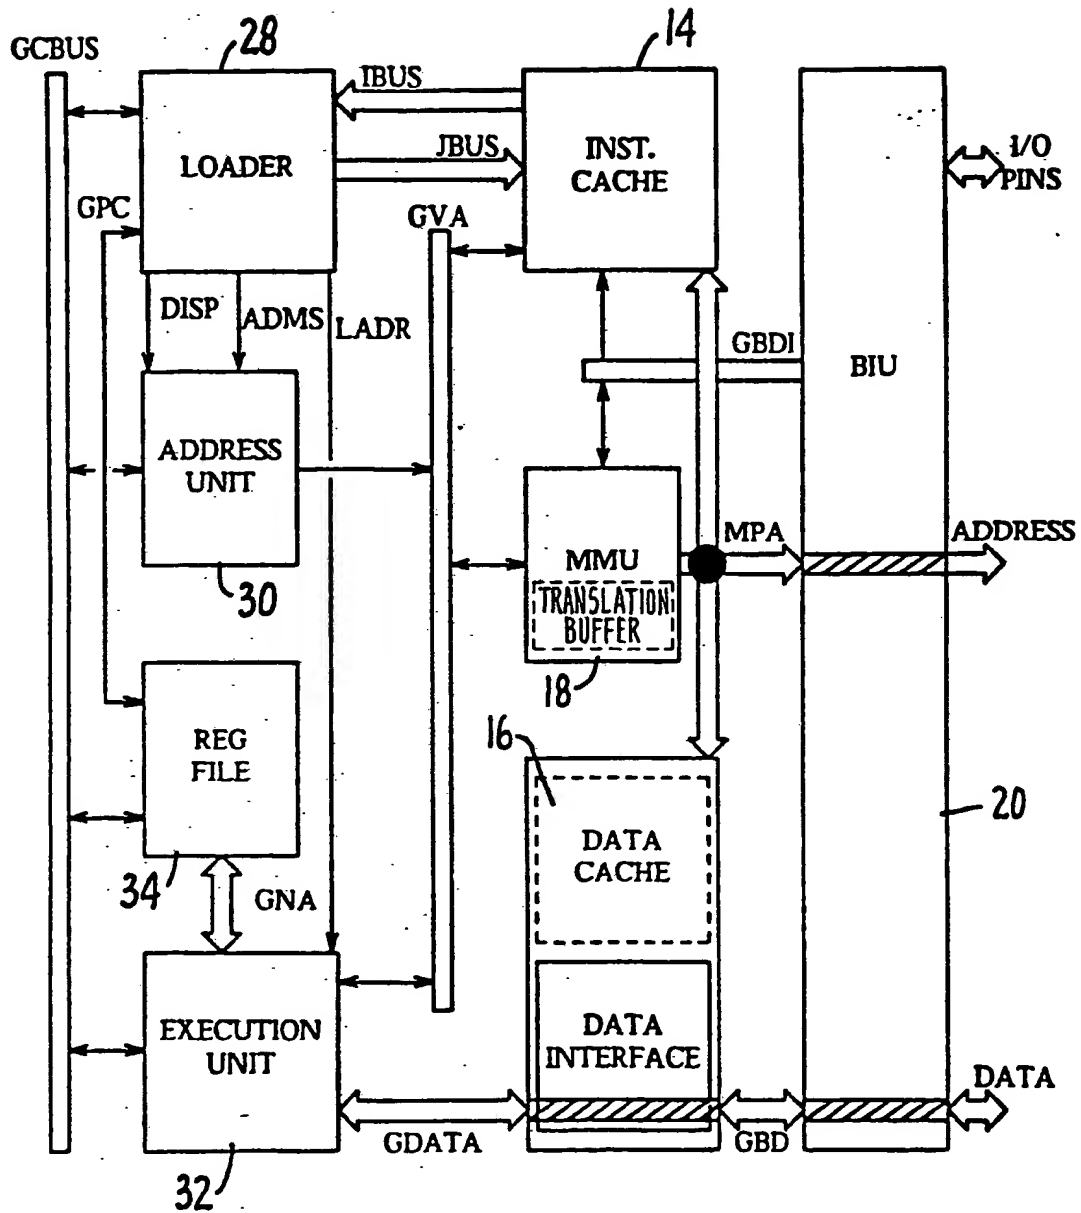 GCBUS
28
14
IBUS
LOADER
JBUS
INST.
CACHE
I/O
PINS
GPC
GVA
DISP
ADMS
LADR
GBDI
BIU
ADDRESS
UNIT
MPA
ADDRESS
MMU
TRANSLATION
BUFFER
30
18
16
REG
FILE
20
DATA
CACHE
34
GNA
EXECUTION
UNIT
DATA
INTERFACE
DATA
GDATA
GBD
32